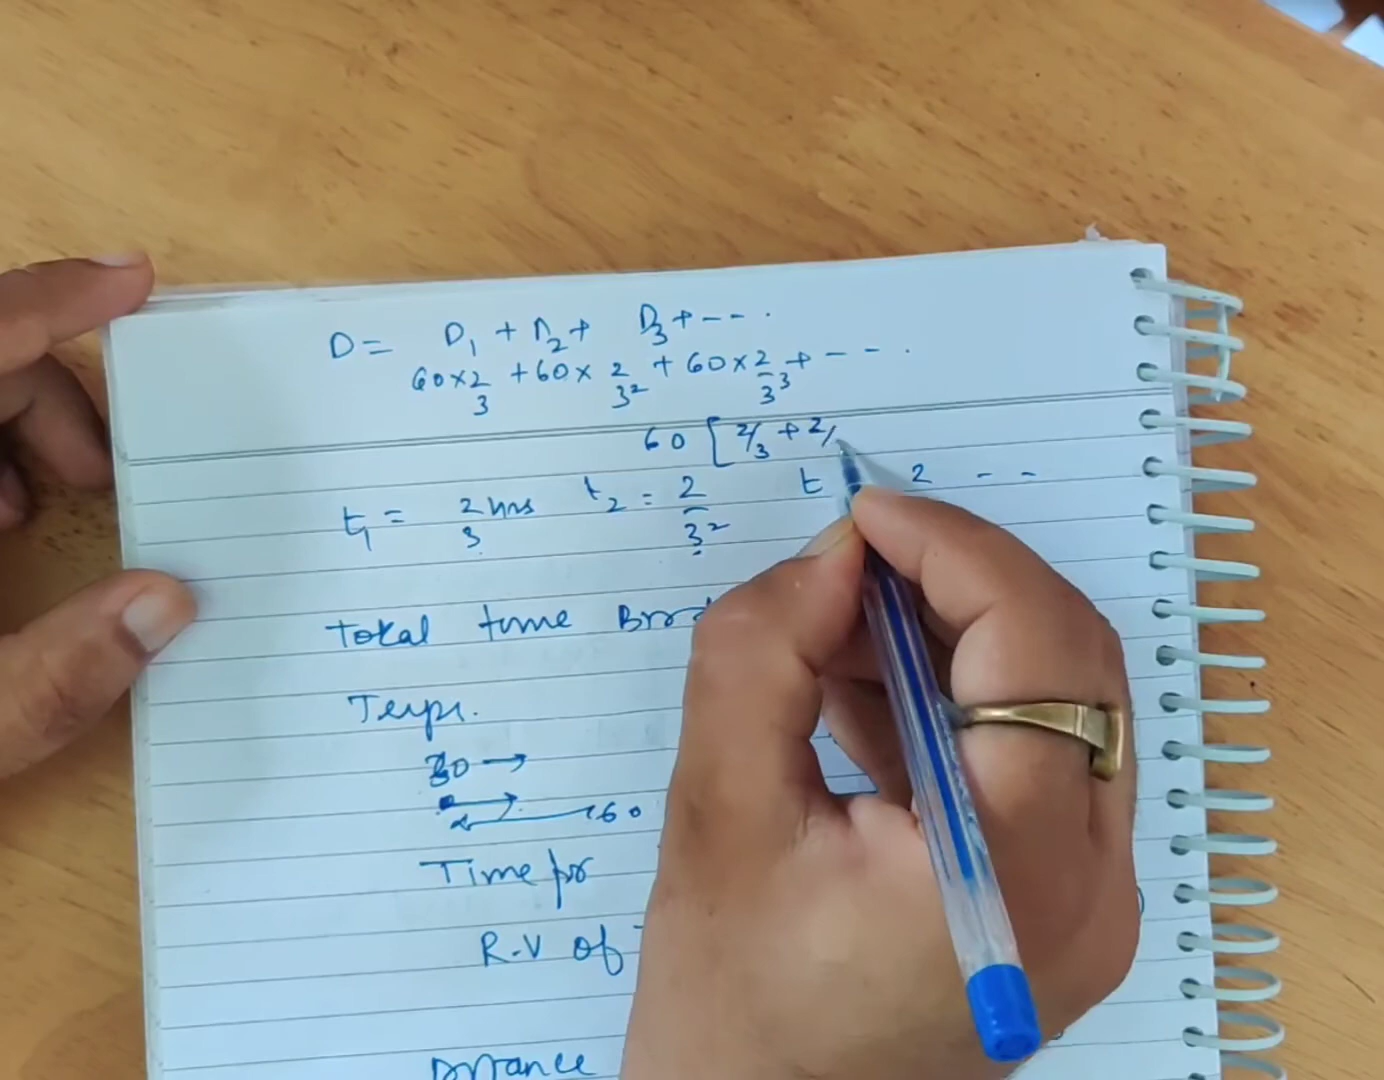 D = D₁ + D₂ + D₃ + -- .
60×2/3 + 60×2/3² + 60×2/3³ + --- .
60 [ 2/3 + 2/
t₁ = 2/3 hrs t₂ = 2/3² t 2 --
Total time
30 →
60
Time for
R.V of
Distance